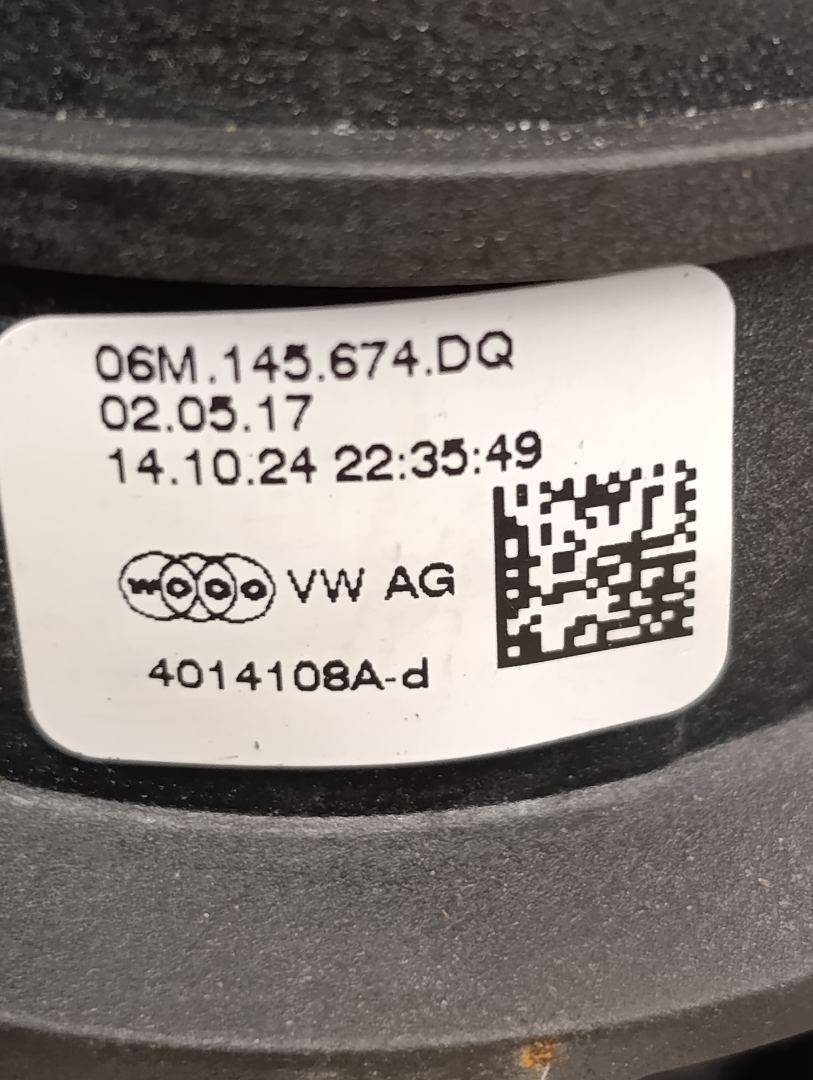 06M.145.674.DQ
02.05.17
14.10.24 22:35:49
VW AG
4014108A-d